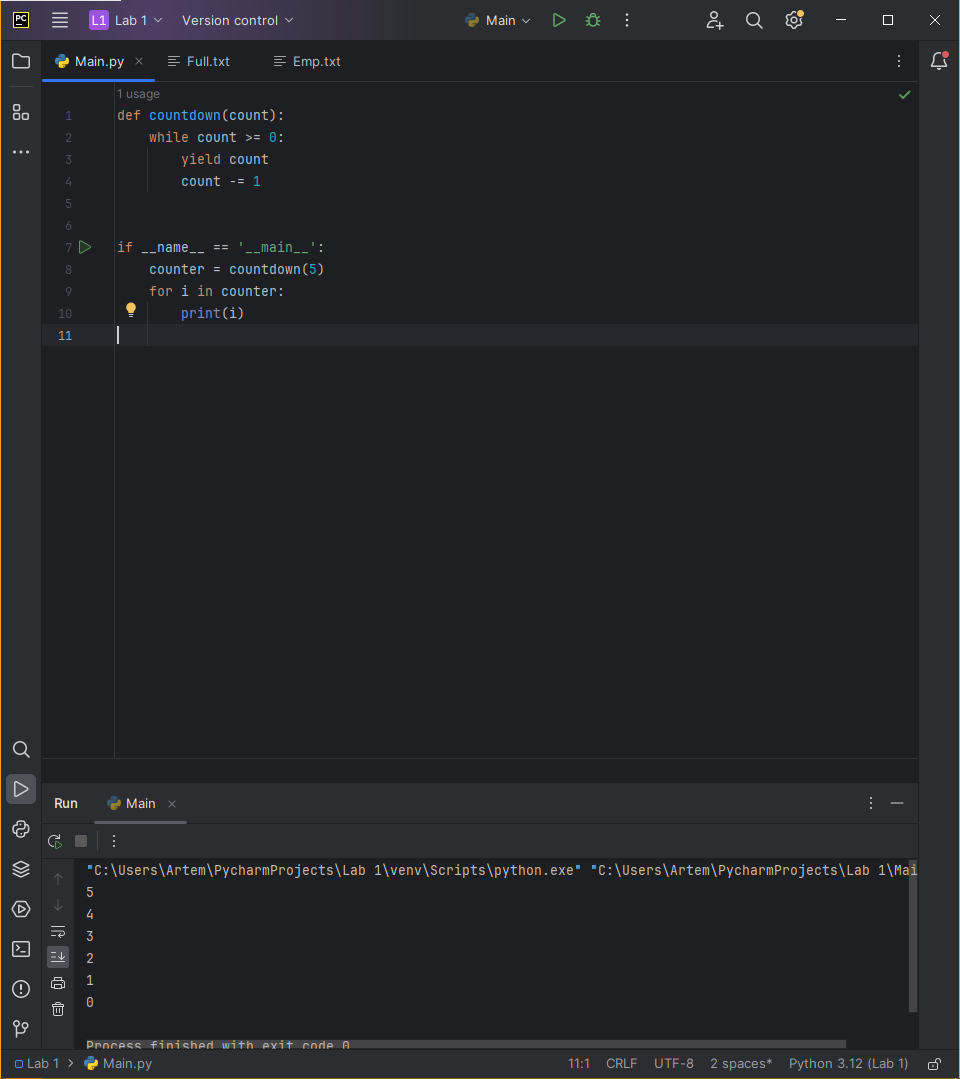 PC L1 Lab 1 Version control Main
Main.py Full.txt Emp.txt
1 usage
1 def countdown(count):
2 while count >= 0:
3 yield count
4 count -= 1
5
6
7 if __name__ == '__main__':
8 counter = countdown(5)
9 for i in counter:
10 print(i)
11
Run Main
"C:\Users\Artem\PycharmProjects\Lab 1\venv\Scripts\python.exe" "C:\Users\Artem\PycharmProjects\Lab 1\Mai
5
4
3
2
1
0
Process finished with exit code 0
Lab 1 > Main.py 11:1 CRLF UTF-8 2 spaces* Python 3.12 (Lab 1)